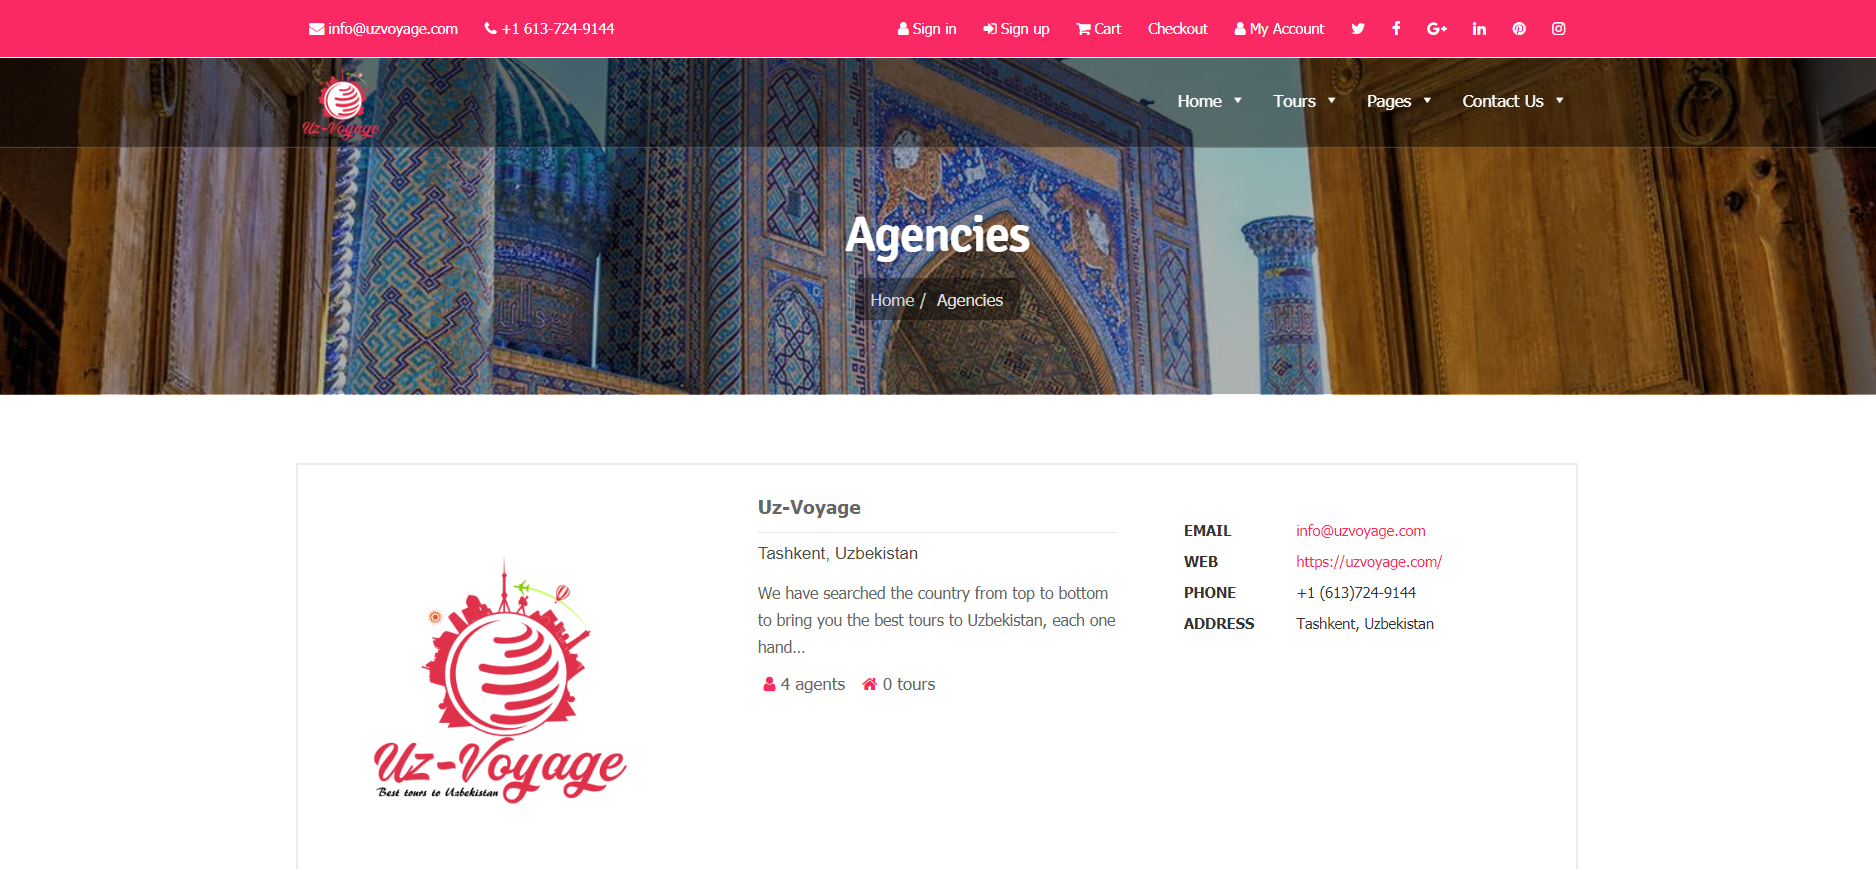 info@uzvoyage.com +1 613-724-9144 Sign in Sign up Cart Checkout My Account
Uz-Voyage
Home Tours Pages Contact Us
Agencies
Home / Agencies
Uz-Voyage
Best tours to Uzbekistan
Uz-Voyage
Tashkent, Uzbekistan
We have searched the country from top to bottom
to bring you the best tours to Uzbekistan, each one
hand...
4 agents 0 tours
EMAIL info@uzvoyage.com
WEB https://uzvoyage.com/
PHONE +1 (613)724-9144
ADDRESS Tashkent, Uzbekistan